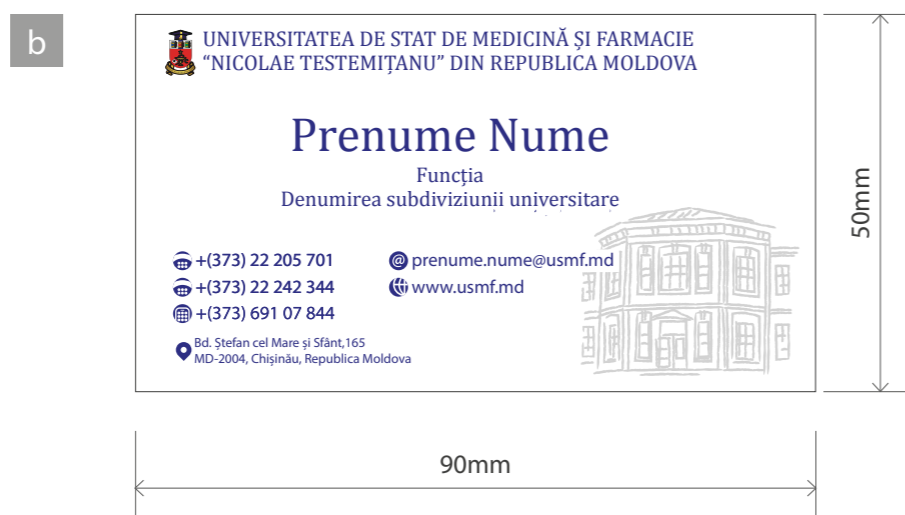 b
UNIVERSITATEA DE STAT DE MEDICINĂ ȘI FARMACIE
“NICOLAE TESTEMIȚANU” DIN REPUBLICA MOLDOVA
Prenume Nume
Funcția
Denumirea subdiviziunii universitare
+(373) 22 205 701
+(373) 22 242 344
+(373) 691 07 844
@ prenume.nume@usmf.md
www.usmf.md
Bd. Ștefan cel Mare și Sfânt,165
MD-2004, Chișinău, Republica Moldova
50mm
90mm